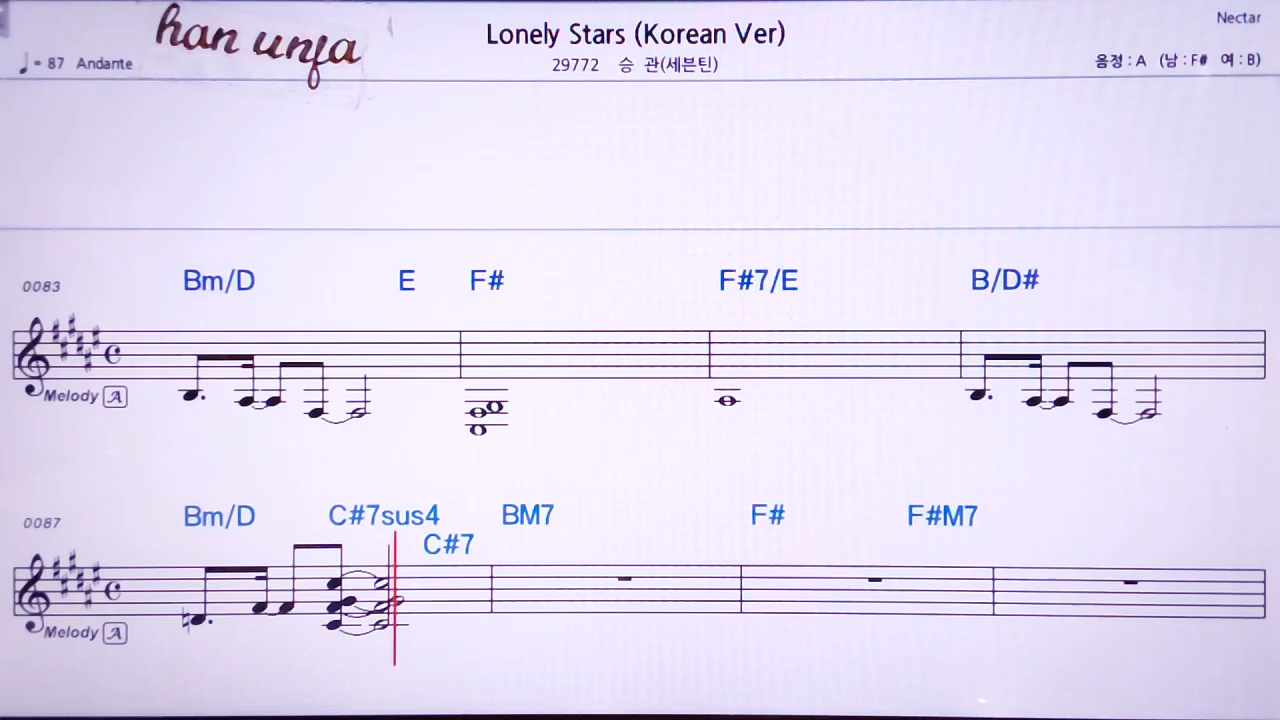 Nectar
han unfa
Lonely Stars (Korean Ver)
♩= 87 Andante
29772 승 관(세븐틴)
음정 : A (남 : F# 여 : B)
0083
Bm/D E F# F#7/E B/D#
Melody A
0087
Bm/D C#7sus4 BM7 F# F#M7
C#7
Melody A